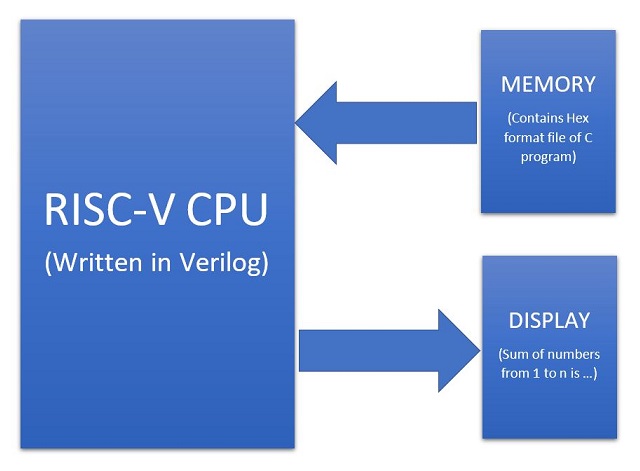 RISC-V CPU
(Written in Verilog)
MEMORY
(Contains Hex
format file of C
program)
DISPLAY
(Sum of numbers
from 1 to n is ...)